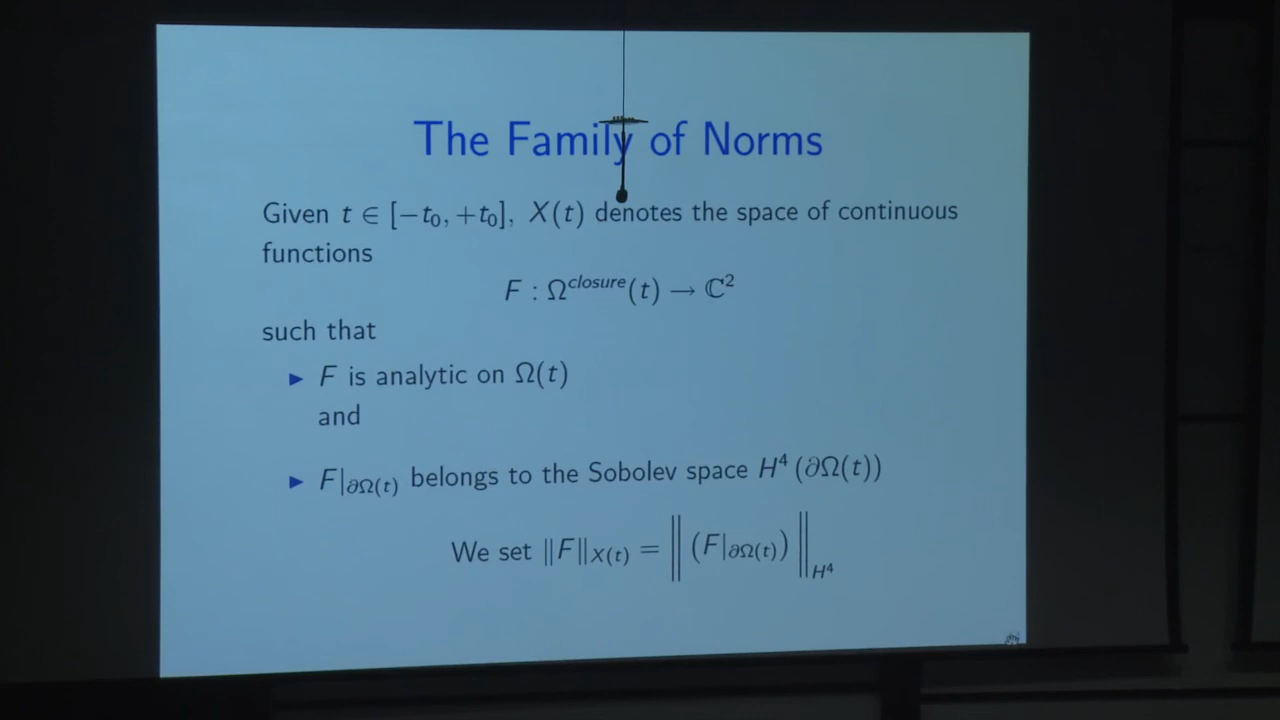 The Family of Norms
Given t ∈ [−t₀, +t₀], X(t) denotes the space of continuous
functions
F : Ω^closure(t) → ℂ²
such that
▶ F is analytic on Ω(t)
and
▶ F|∂Ω(t) belongs to the Sobolev space H⁴(∂Ω(t))
We set ‖F‖X(t) = ‖(F|∂Ω(t))‖H⁴